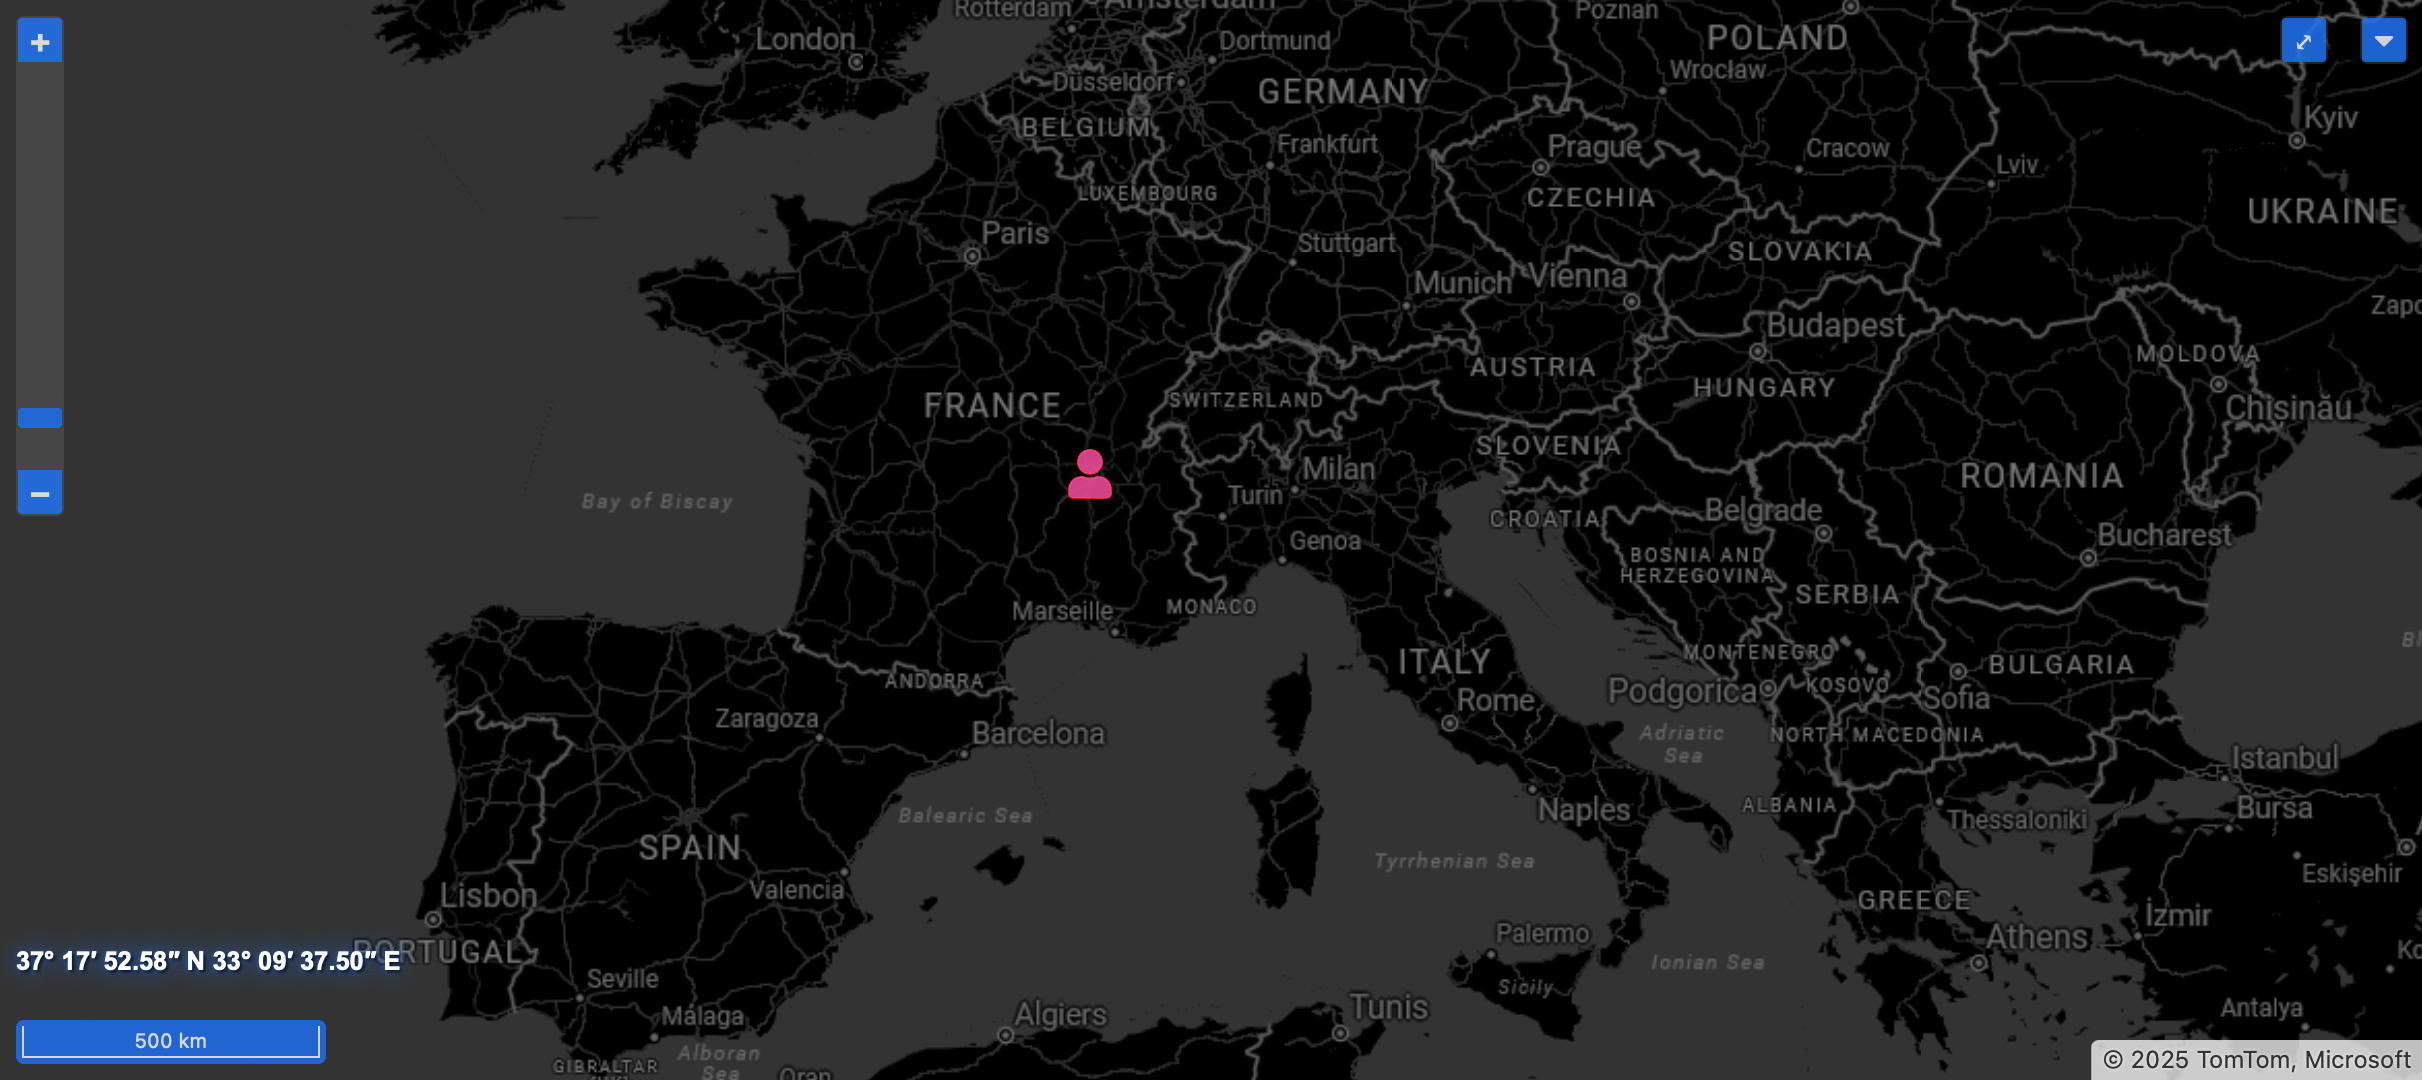 Rotterdam
Amsterdam
Poznan
London
Dortmund
POLAND
Düsseldorf
GERMANY
Wrocław
Kyiv
BELGIUM
Frankfurt
Prague
Cracow
Lviv
LUXEMBOURG
CZECHIA
UKRAINE
Paris
Stuttgart
SLOVAKIA
Munich
Vienna
Zapo
Budapest
MOLDOVA
AUSTRIA
HUNGARY
FRANCE
SWITZERLAND
Chișinău
SLOVENIA
Milan
ROMANIA
Bay of Biscay
Turin
Belgrade
CROATIA
Bucharest
Genoa
BOSNIA AND
HERZEGOVINA
SERBIA
Marseille
MONACO
Bl
MONTENEGRO
ITALY
BULGARIA
ANDORRA
KOSOVO
Podgorica
Sofia
Rome
Zaragoza
Barcelona
Adriatic
Sea
NORTH MACEDONIA
Istanbul
ALBANIA
Bursa
Naples
Balearic Sea
Thessaloniki
SPAIN
Tyrrhenian Sea
Eskişehir
Valencia
Lisbon
GREECE
İzmir
Palermo
Athens
PORTUGAL
37° 17′ 52.58″ N 33° 09′ 37.50″ E
Ionian Sea
Ko
Seville
Sicily
Málaga
Algiers
Tunis
Antalya
500 km
Alboran
Sea
GIBRALTAR
Oran
© 2025 TomTom, Microsoft